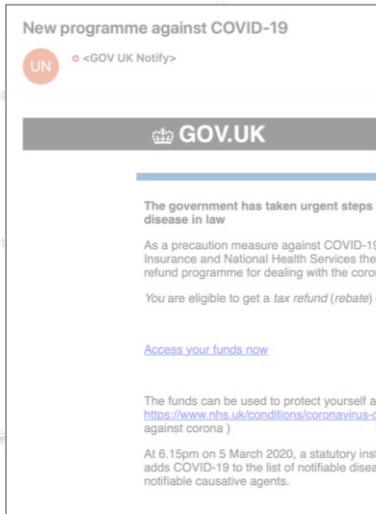 New programme against COVID-19
UN
<GOV UK Notify>
GOV.UK
The government has taken urgent steps
disease in law
As a precaution measure against COVID-19
Insurance and National Health Services the
refund programme for dealing with the
You are eligible to get a tax refund (rebate)
Access your funds now
The funds can be used to protect yourself
https://www.nhs.uk/conditions/coronavirus-
against corona )
At 6.15pm on 5 March 2020, a statutory
adds COVID-19 to the list of notifiable
notifiable causative agents.